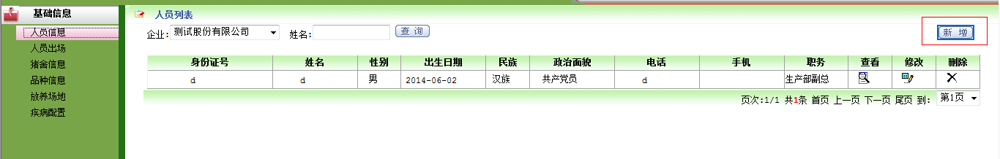 基础信息
人员信息
人员出场
猪舍信息
品种信息
放养场地
疾病配置
人员列表
企业: 测试股份有限公司 姓名: 查 询 新 增
身份证号 姓名 性别 出生日期 民族 政治面貌 电话 手机 职务 查看 修改 删除
d d 男 2014-06-02 汉族 共产党员 d 生产部副总
页次:1/1 共1条 首页 上一页 下一页 尾页 到: 第1页